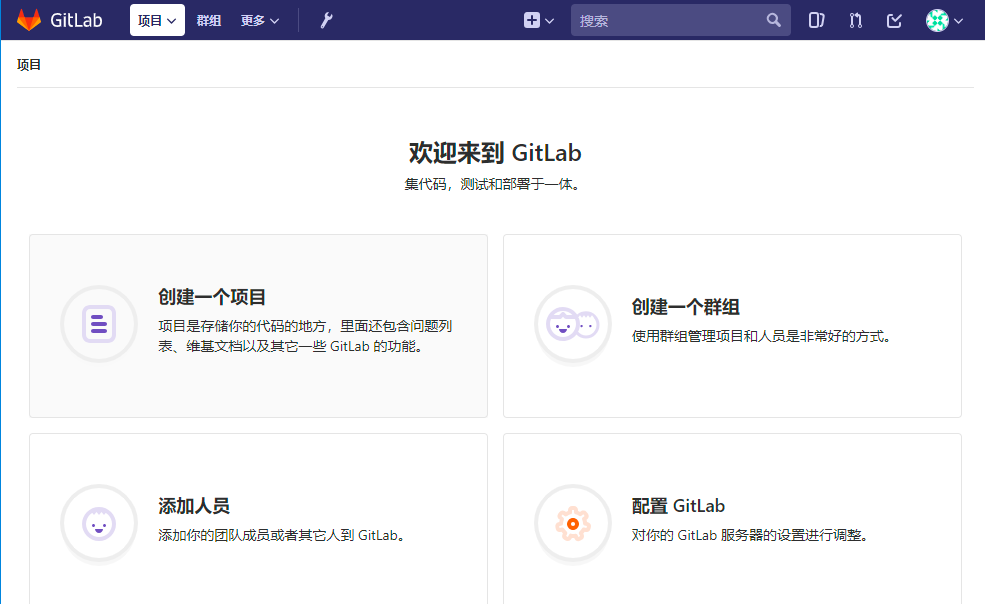 GitLab 项目 群组 更多 搜索
项目
欢迎来到 GitLab
集代码，测试和部署于一体。
创建一个项目
项目是存储你的代码的地方，里面还包含问题列
表、维基文档以及其它一些 GitLab 的功能。
创建一个群组
使用群组管理项目和人员是非常好的方式。
添加人员
添加你的团队成员或者其它人到 GitLab。
配置 GitLab
对你的 GitLab 服务器的设置进行调整。